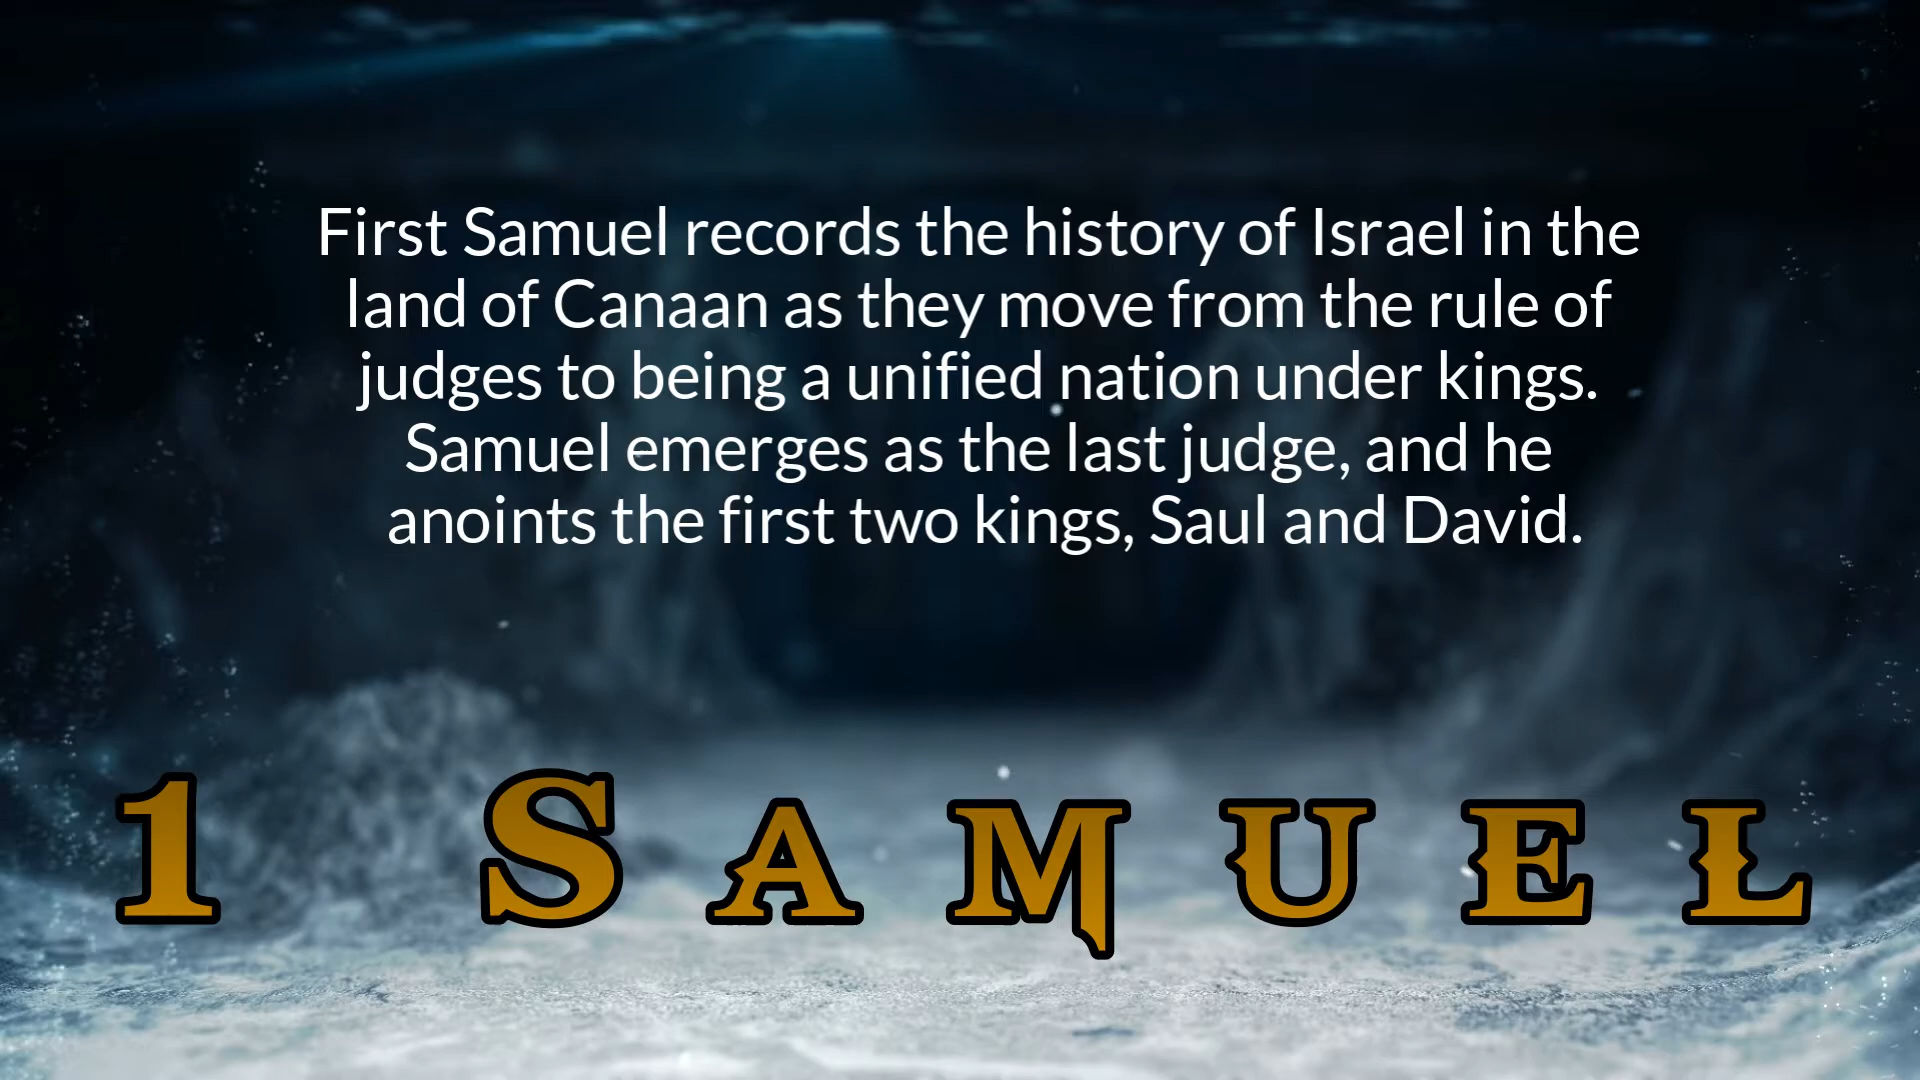 First Samuel records the history of Israel in the
land of Canaan as they move from the rule of
judges to being a unified nation under kings.
Samuel emerges as the last judge, and he
anoints the first two kings, Saul and David.
1 SAMUEL